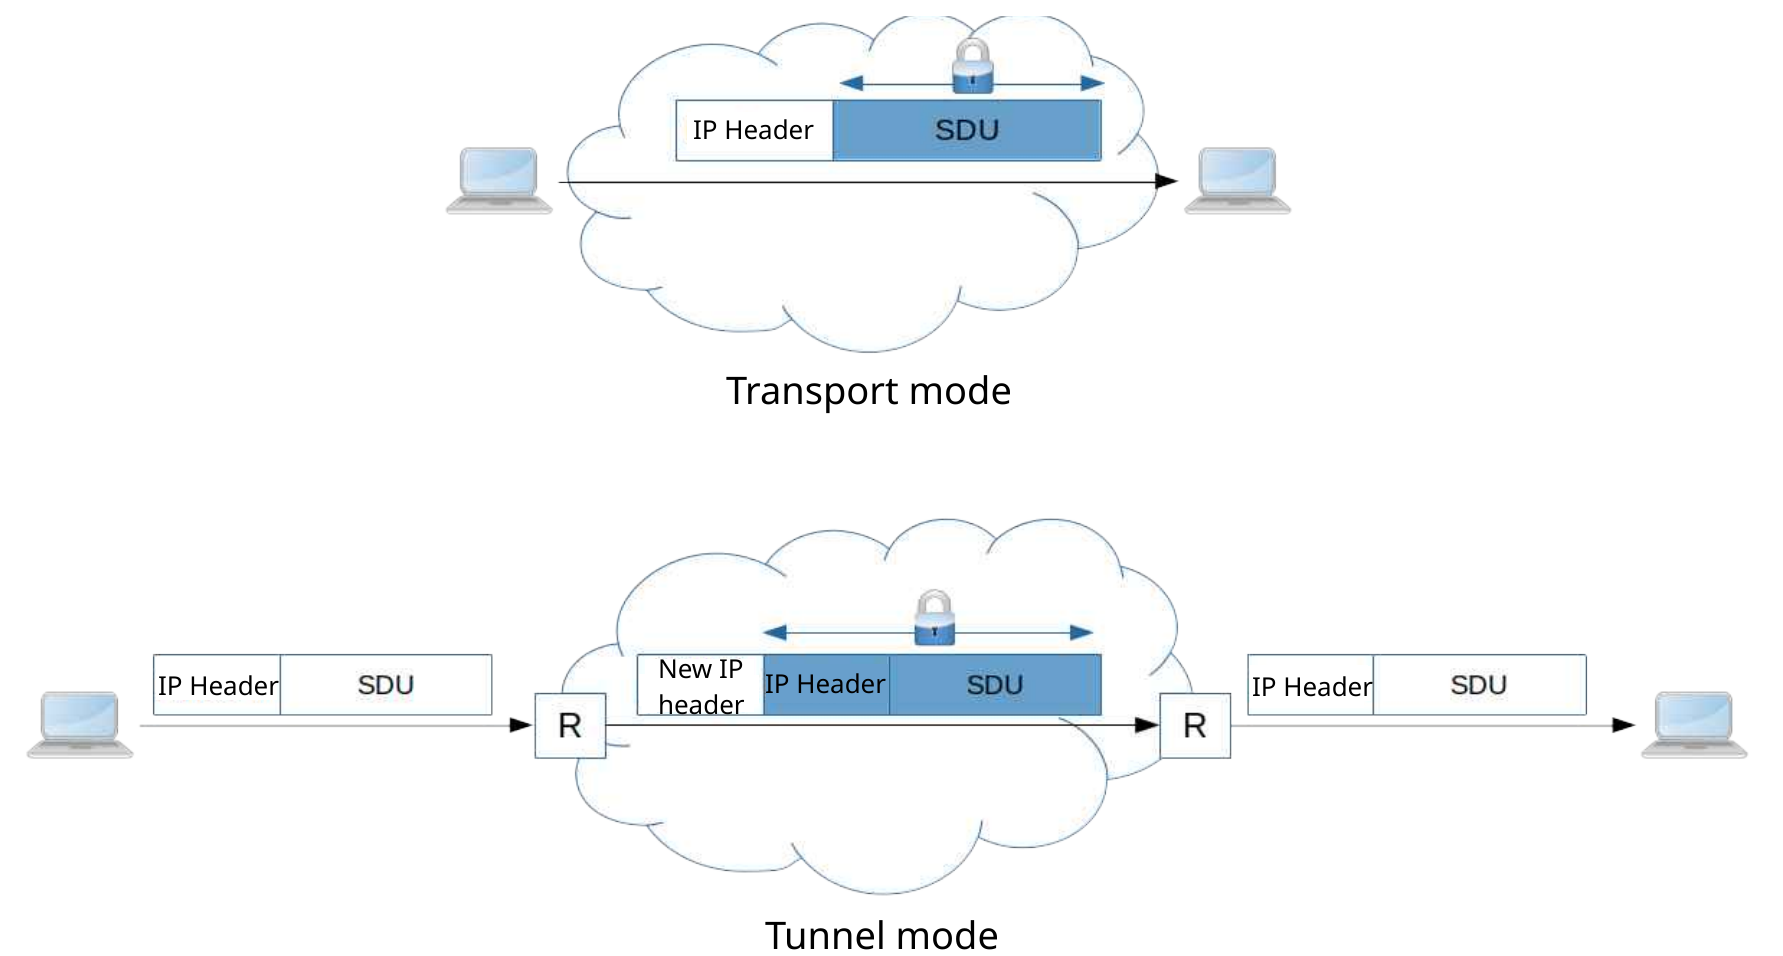 IP Header
SDU
Transport mode
IP Header
SDU
New IP
header
IP Header
SDU
IP Header
SDU
R
R
Tunnel mode